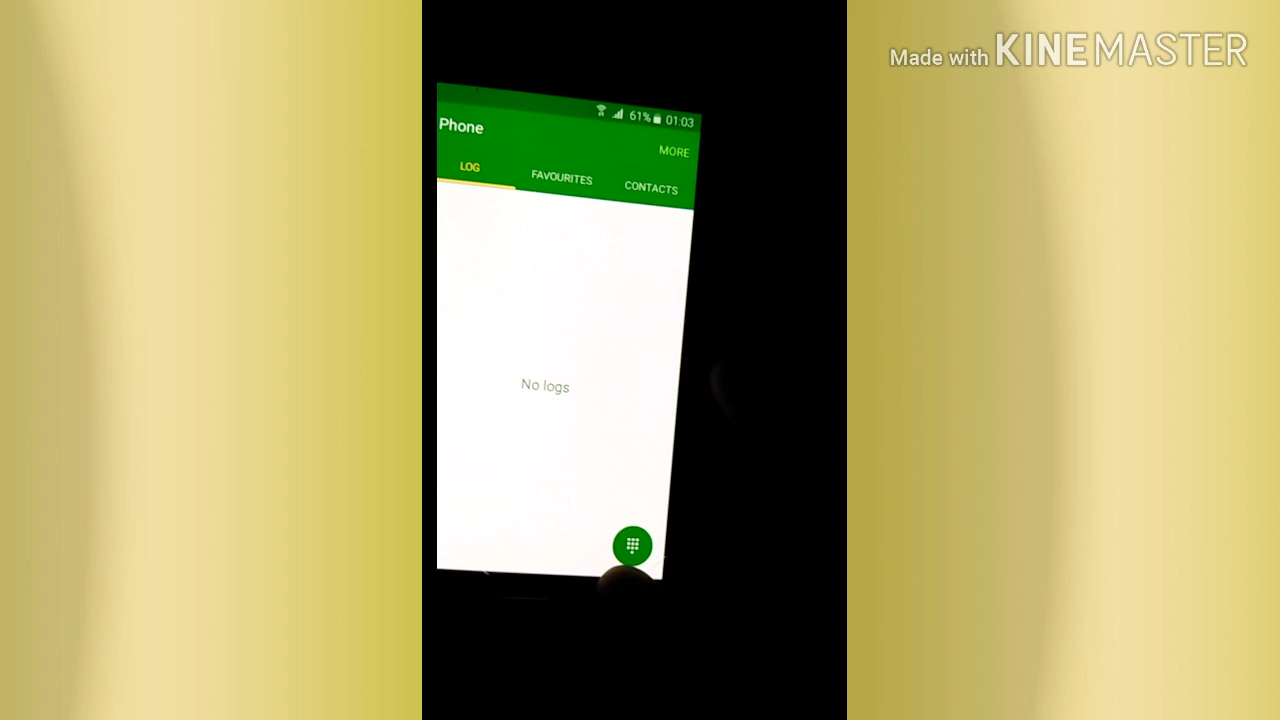 Made with KINEMASTER
61% 01:03
Phone
MORE
LOG FAVOURITES CONTACTS
No logs